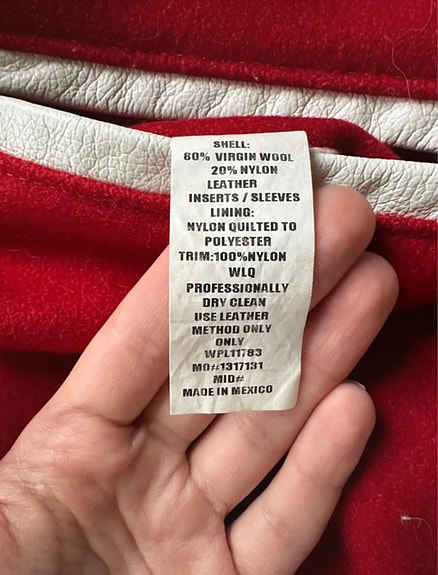 SHELL:
80% VIRGIN WOOL
20% NYLON
LEATHER
INSERTS / SLEEVES
LINING:
NYLON QUILTED TO
POLYESTER
TRIM:100%NYLON
WLQ
PROFESSIONALLY
DRY CLEAN
USE LEATHER
METHOD ONLY
ONLY
WPL11783
MO#1317131
MID#
MADE IN MEXICO